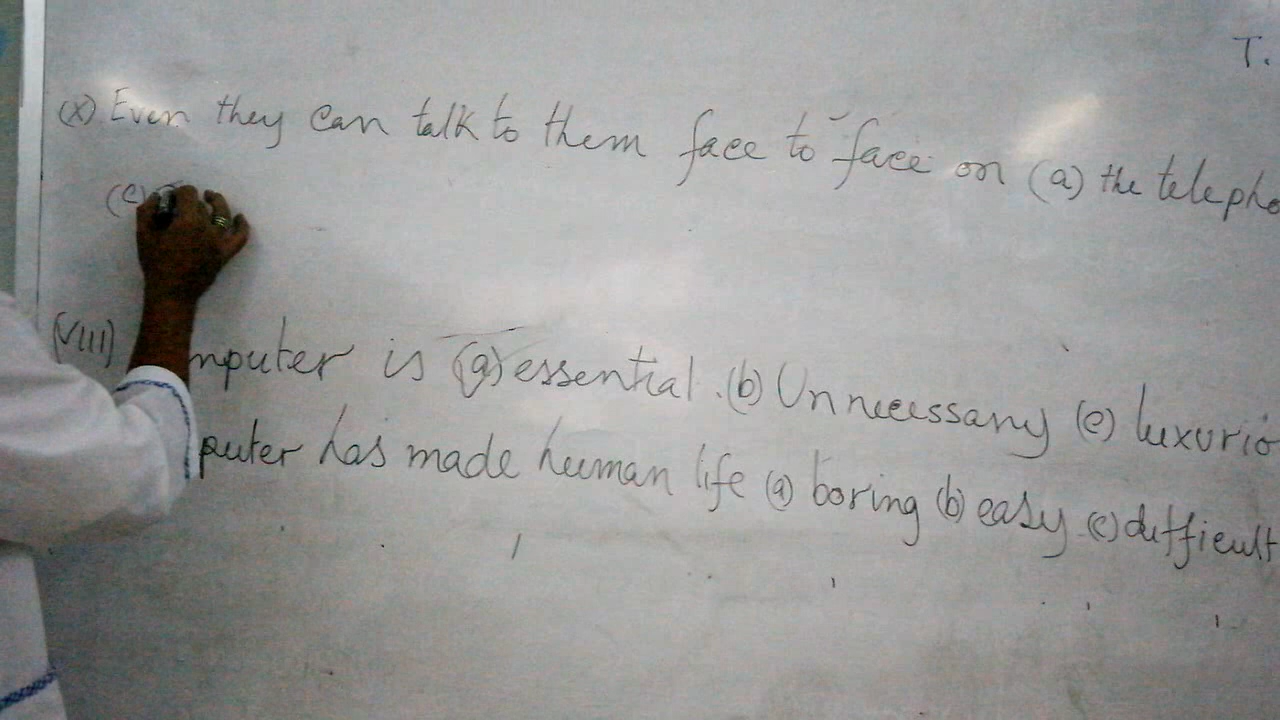 T.
(x) Even they can talk to them face to face on (a) the telepho
(c)
(VIII) mputer is (a) essential. (b) Unnecessary (c) luxurio
puter has made human life (a) boring (b) easy (c) difficult